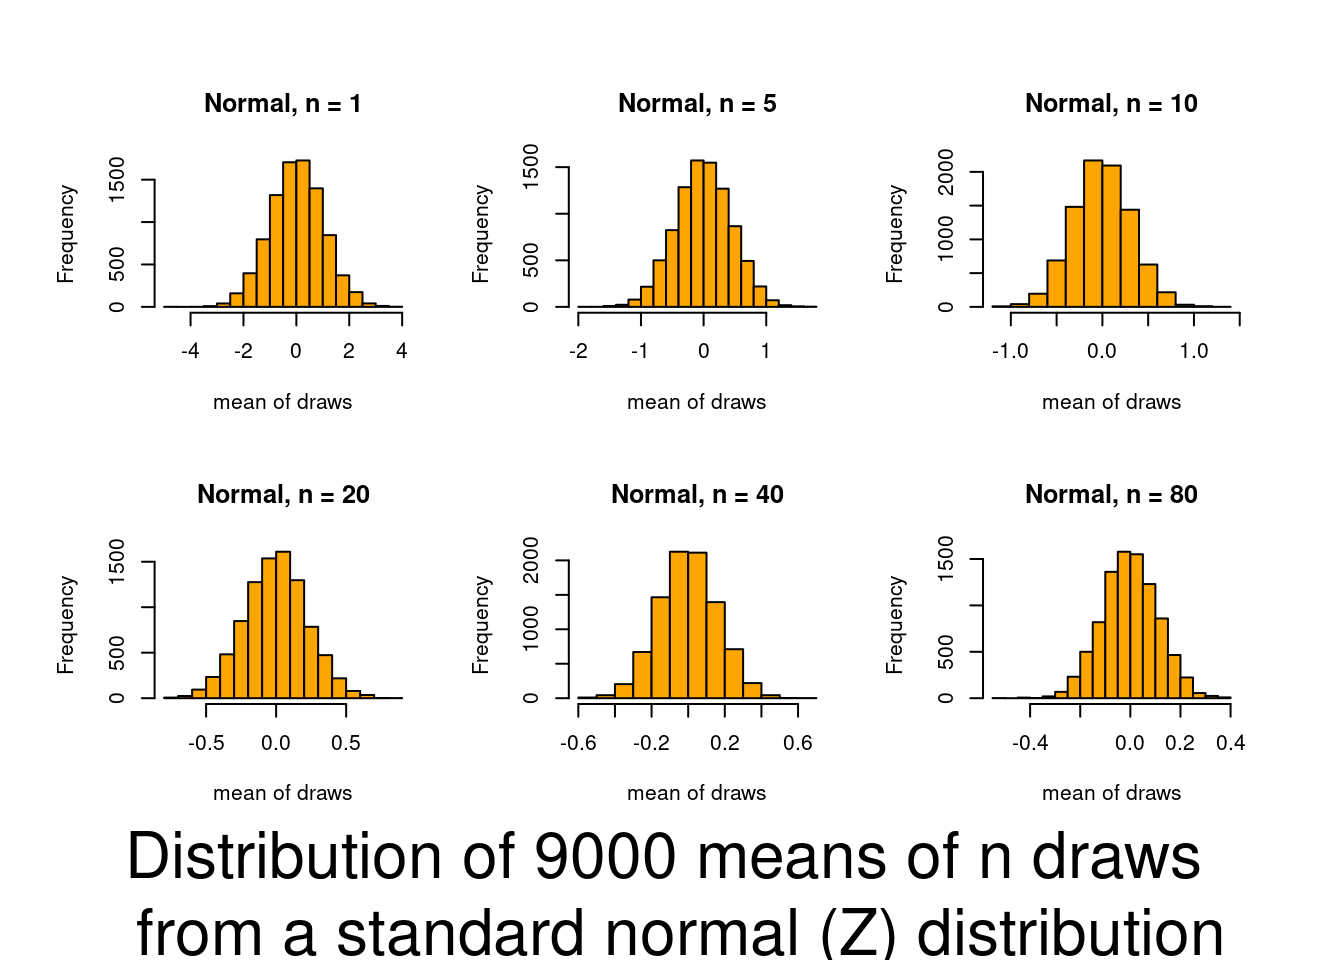 Normal, n = 1
Frequency
0 500 1500
-4 -2 0 2 4
mean of draws
Normal, n = 5
Frequency
0 500 1500
-2 -1 0 1
mean of draws
Normal, n = 10
Frequency
0 1000 2000
-1.0 0.0 1.0
mean of draws
Normal, n = 20
Frequency
0 500 1500
-0.5 0.0 0.5
mean of draws
Normal, n = 40
Frequency
0 1000 2000
-0.6 -0.2 0.2 0.6
mean of draws
Normal, n = 80
Frequency
0 500 1500
-0.4 0.0 0.2 0.4
mean of draws
Distribution of 9000 means of n draws
from a standard normal (Z) distribution